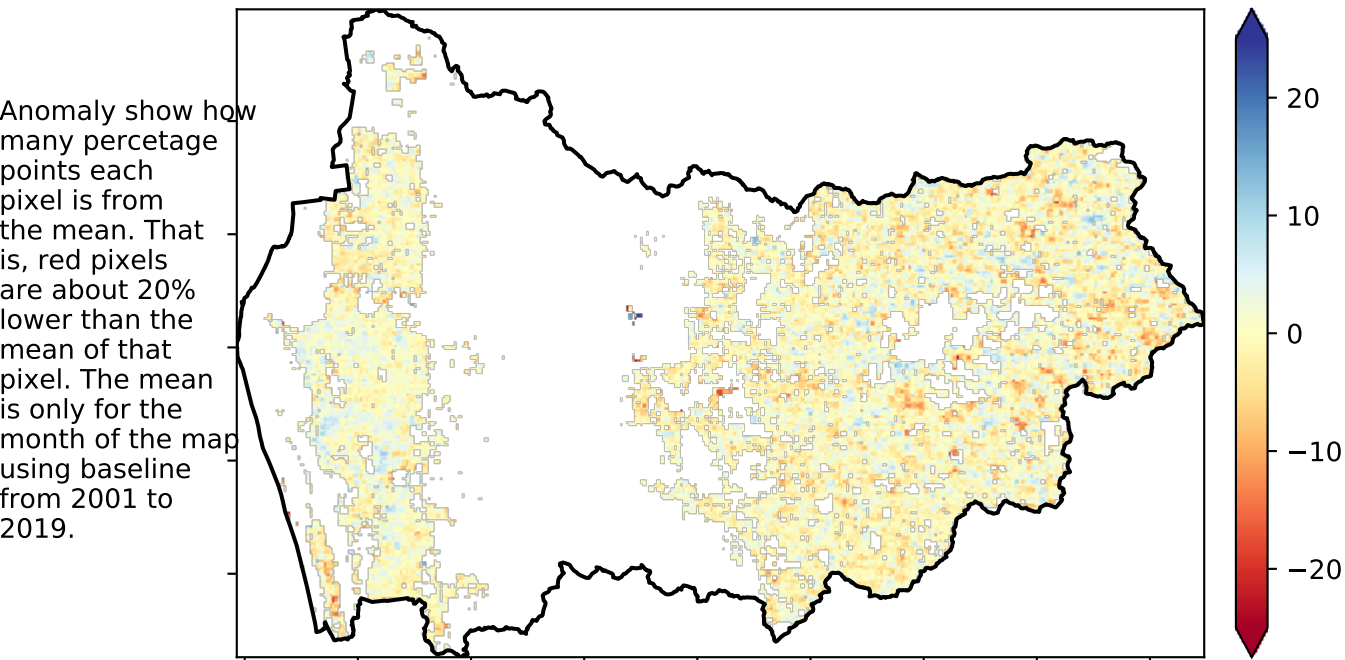 Anomaly show how
many percetage
points each
pixel is from
the mean. That
is, red pixels
are about 20%
lower than the
mean of that
pixel. The mean
is only for the
month of the map
using baseline
from 2001 to
2019.
20
10
0
−10
−20